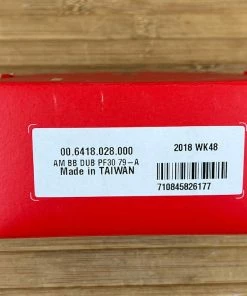 00.6418.028.000
2018 WK48
AM BB DUB PF30 79-A
Made in TAIWAN
710845826177